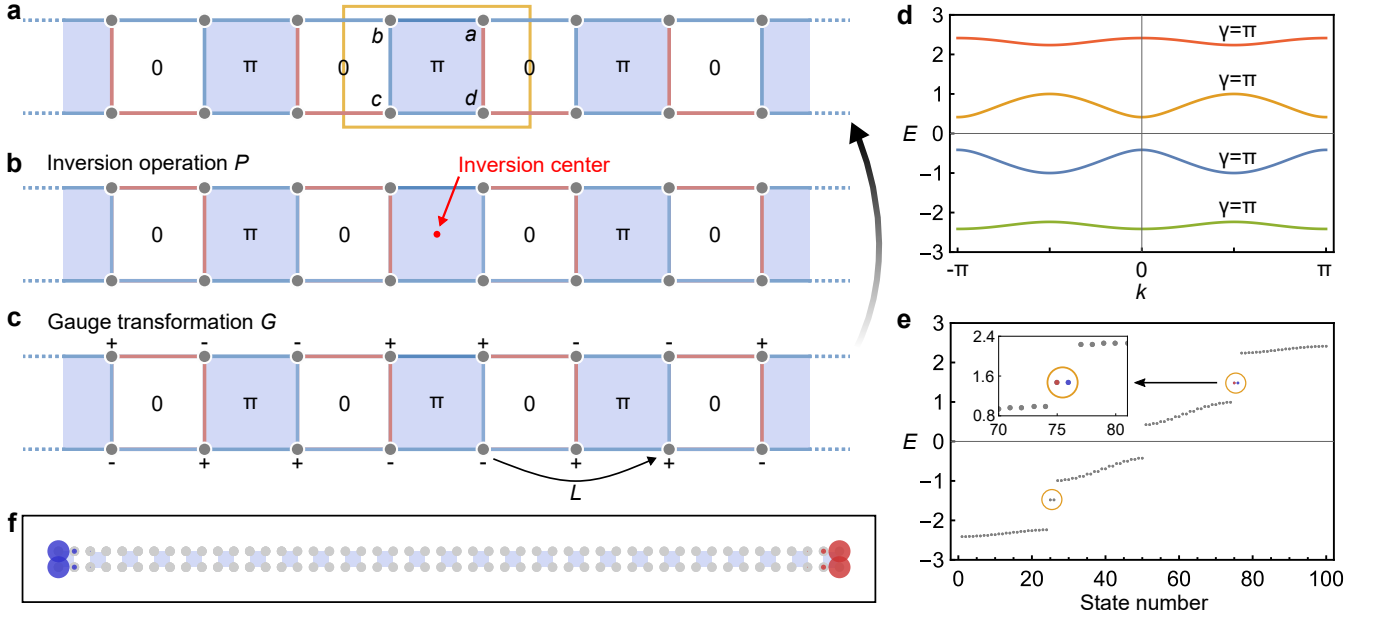 a
b
a
0
π
0
π
0
π
0
c
d
b
Inversion operation P
Inversion center
0
π
0
0
π
0
c
Gauge transformation G
+
-
-
+
+
-
-
+
0
π
0
π
0
π
0
-
+
+
-
-
+
+
-
L
f
d
3
2
1
0
−1
−2
−3
E
γ=π
γ=π
γ=π
γ=π
-π
0
π
k
e
3
2
1
0
−1
−2
−3
E
2.4
1.6
0.8
70
75
80
0
20
40
60
80
100
State number